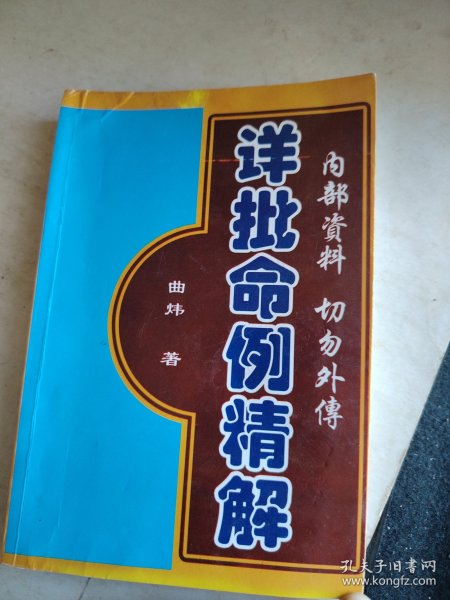 内部資料 切勿外傳
详批命例精解
曲炜 著
孔夫子旧书网
www.kongfz.com